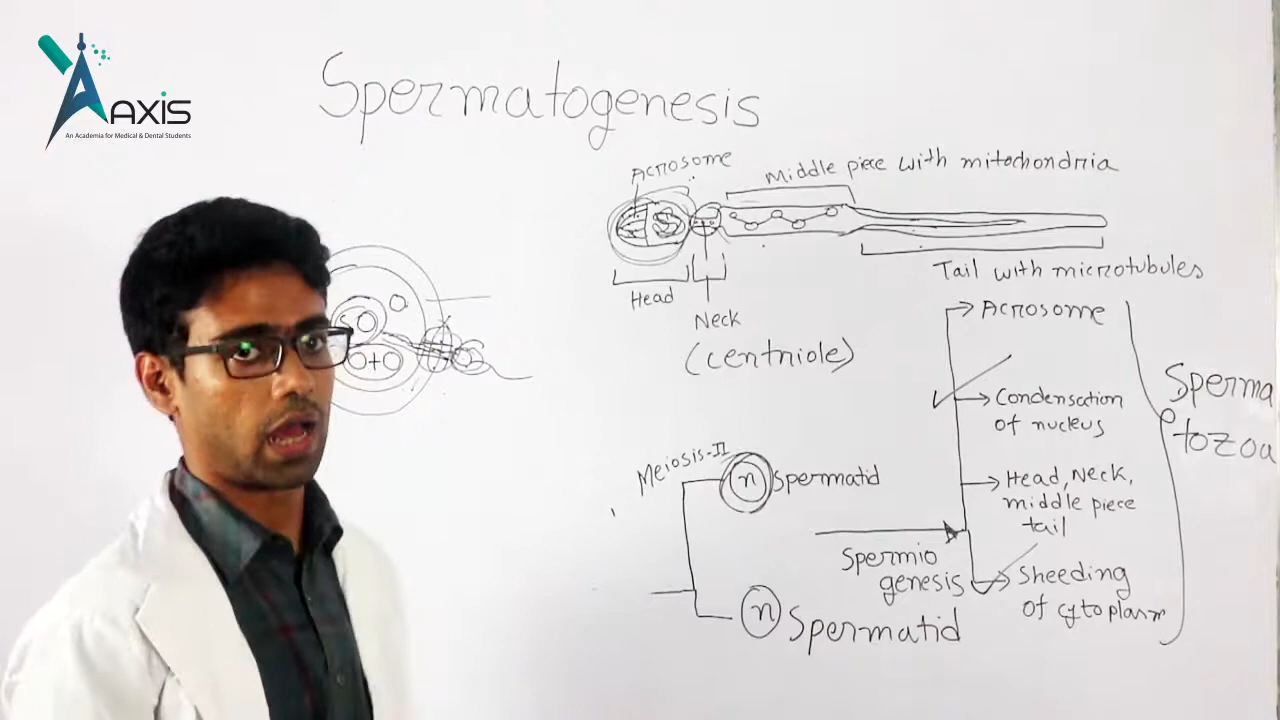 AXIS
An Academia for Medical & Dental Students
Spermatogenesis
Acrosome
Middle piece with mitochondria
Head
Neck
(centriole)
Tail with microtubules
Acrosome
Condensation
of nucleus
Head, Neck,
middle piece
tail
Sheeding
of cytoplasm
Sperma
tozoa
Meiosis-II
n Spermatid
Spermio
genesis
n Spermatid